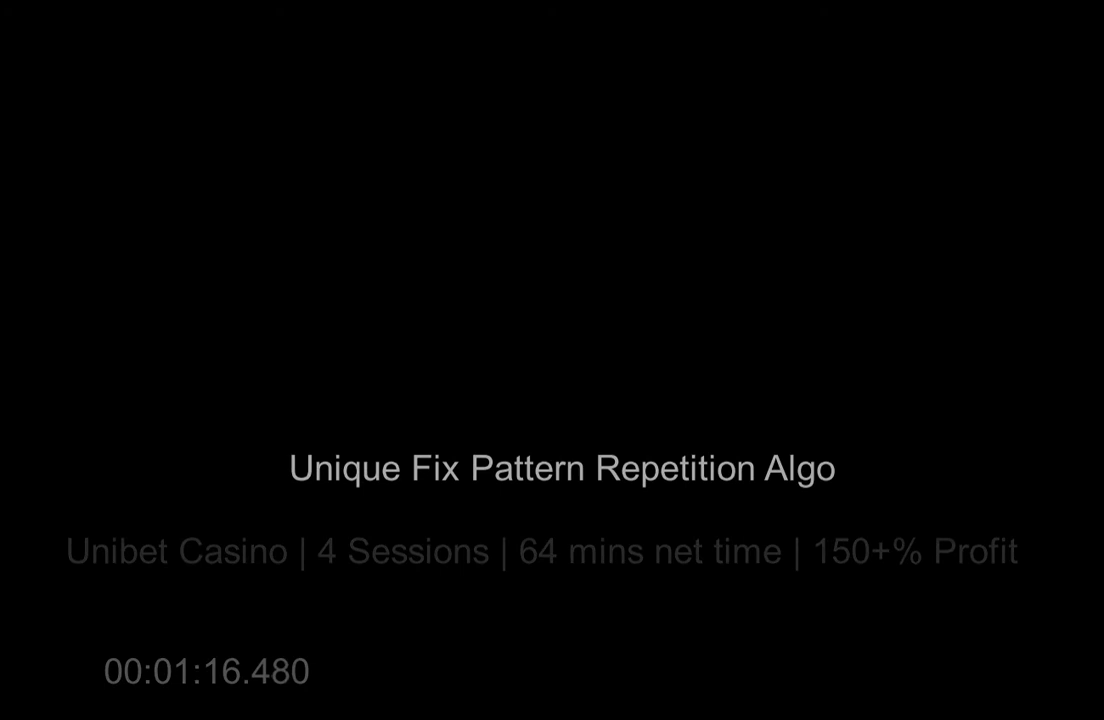 Unique Fix Pattern Repetition Algo
Unibet Casino | 4 Sessions | 64 mins net time | 150+% Profit
00:01:16.480